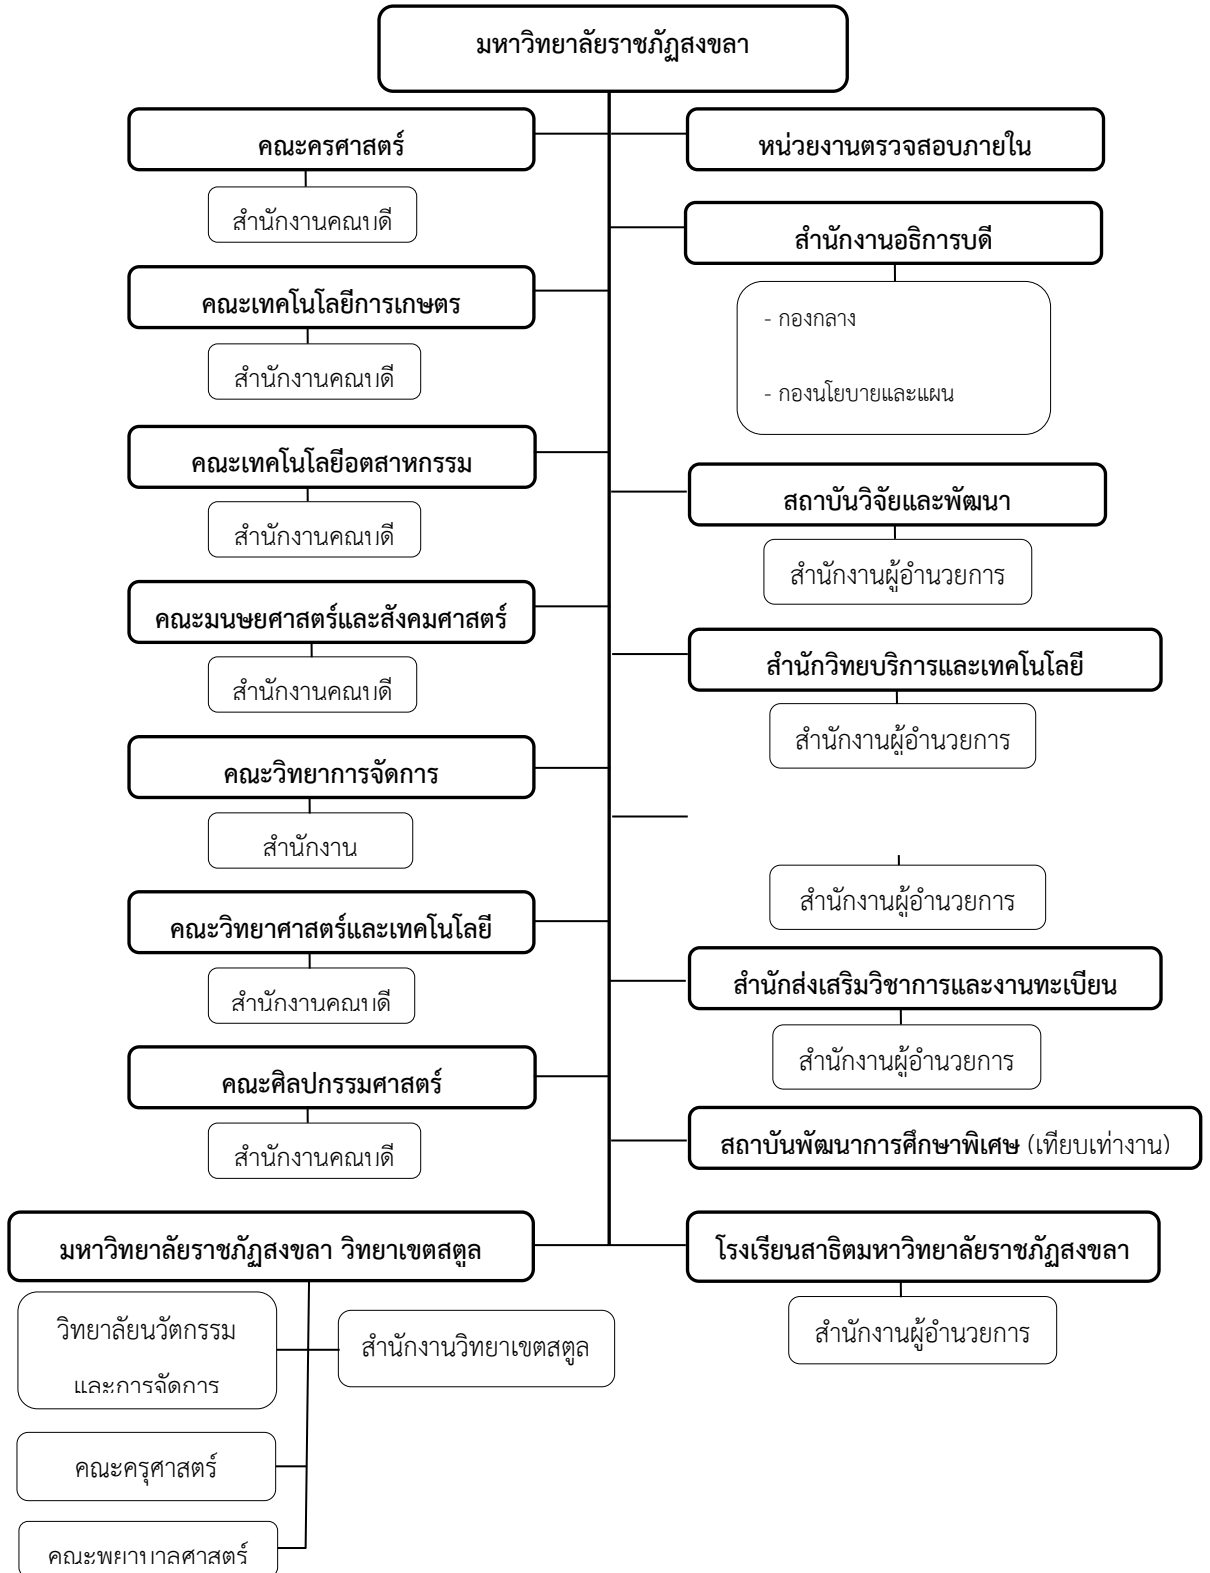 มหาวิทยาลัยราชภัฏสงขลา
คณะครศาสตร์
สำนักงานคณบดี
คณะเทคโนโลยีการเกษตร
สำนักงานคณบดี
คณะเทคโนโลยีอตสาหกรรม
สำนักงานคณบดี
คณะมนษยศาสตร์และสังคมศาสตร์
สำนักงานคณบดี
คณะวิทยาการจัดการ
สำนักงาน
คณะวิทยาศาสตร์และเทคโนโลยี
สำนักงานคณบดี
คณะศิลปกรรมศาสตร์
สำนักงานคณบดี
มหาวิทยาลัยราชภัฏสงขลา วิทยาเขตสตูล
วิทยาลัยนวัตกรรม
และการจัดการ
สำนักงานวิทยาเขตสตูล
คณะครุศาสตร์
คณะพยาบาลศาสตร์
หน่วยงานตรวจสอบภายใน
สำนักงานอธิการบดี
- กองกลาง
- กองนโยบายและแผน
สถาบันวิจัยและพัฒนา
สำนักงานผู้อำนวยการ
สำนักวิทยบริการและเทคโนโลยี
สำนักงานผู้อำนวยการ
สำนักงานผู้อำนวยการ
สำนักส่งเสริมวิชาการและงานทะเบียน
สำนักงานผู้อำนวยการ
สถาบันพัฒนาการศึกษาพิเศษ (เทียบเท่างาน)
โรงเรียนสาธิตมหาวิทยาลัยราชภัฏสงขลา
สำนักงานผู้อำนวยการ